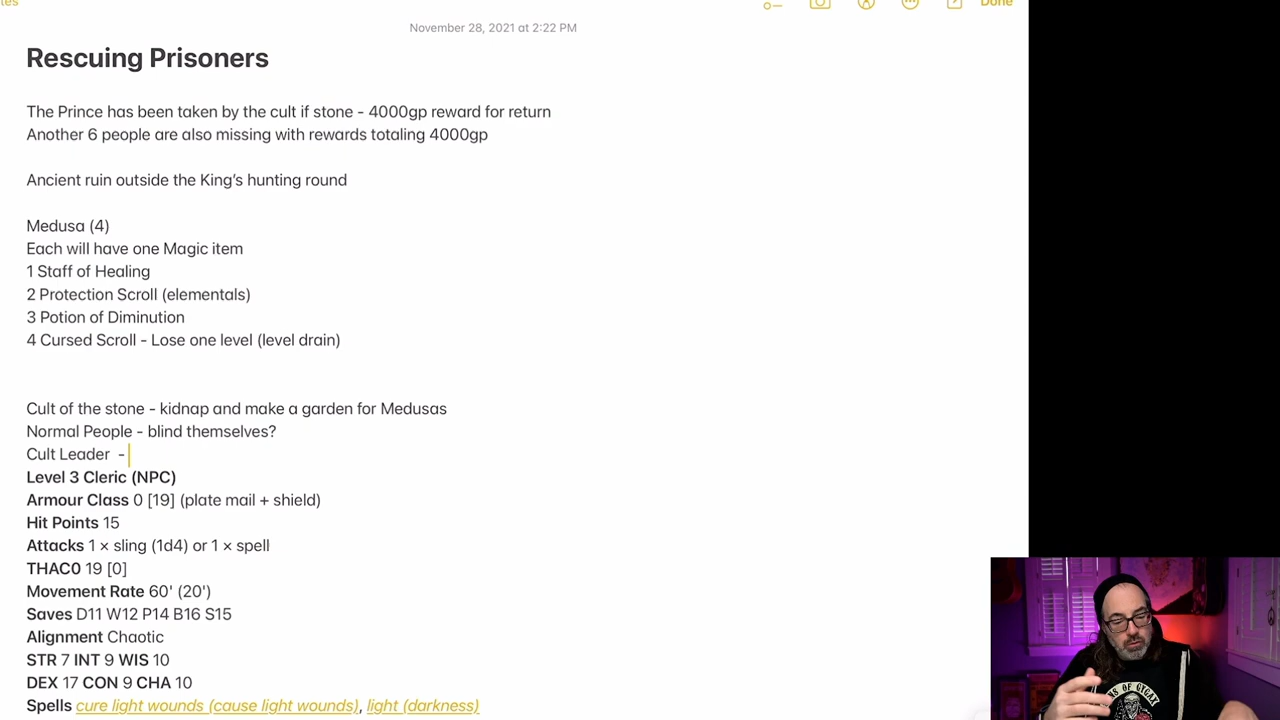 tes
Done
November 28, 2021 at 2:22 PM
Rescuing Prisoners
The Prince has been taken by the cult if stone - 4000gp reward for return
Another 6 people are also missing with rewards totaling 4000gp
Ancient ruin outside the King's hunting round
Medusa (4)
Each will have one Magic item
1 Staff of Healing
2 Protection Scroll (elementals)
3 Potion of Diminution
4 Cursed Scroll - Lose one level (level drain)
Cult of the stone - kidnap and make a garden for Medusas
Normal People - blind themselves?
Cult Leader -
Level 3 Cleric (NPC)
Armour Class 0 [19] (plate mail + shield)
Hit Points 15
Attacks 1 × sling (1d4) or 1 × spell
THAC0 19 [0]
Movement Rate 60' (20')
Saves D11 W12 P14 B16 S15
Alignment Chaotic
STR 7 INT 9 WIS 10
DEX 17 CON 9 CHA 10
Spells cure light wounds (cause light wounds), light (darkness)
OF GYGAX